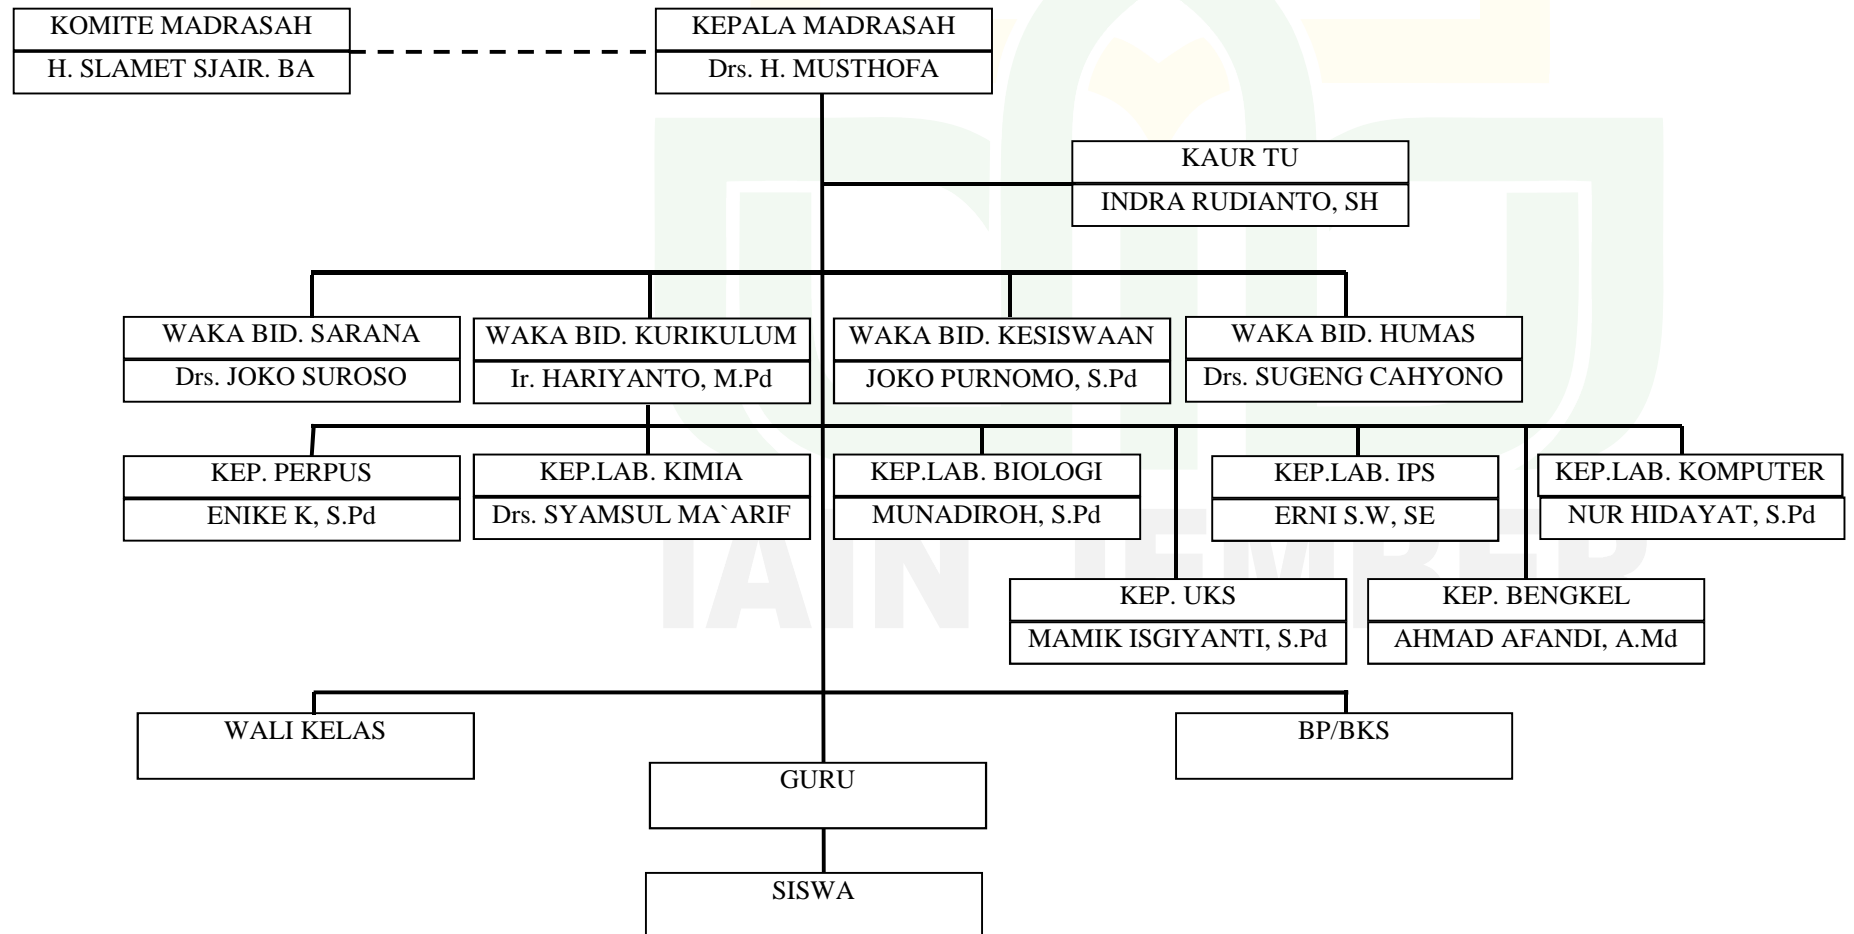 KOMITE MADRASAH
H. SLAMET SJAIR. BA
KEPALA MADRASAH
Drs. H. MUSTHOFA
KAUR TU
INDRA RUDIANTO, SH
WAKA BID. SARANA
Drs. JOKO SUROSO
WAKA BID. KURIKULUM
Ir. HARIYANTO, M.Pd
WAKA BID. KESISWAAN
JOKO PURNOMO, S.Pd
WAKA BID. HUMAS
Drs. SUGENG CAHYONO
KEP. PERPUS
ENIKE K, S.Pd
KEP.LAB. KIMIA
Drs. SYAMSUL MA`ARIF
KEP.LAB. BIOLOGI
MUNADIROH, S.Pd
KEP.LAB. IPS
ERNI S.W, SE
KEP.LAB. KOMPUTER
NUR HIDAYAT, S.Pd
IAIN JEMBER
KEP. UKS
MAMIK ISGIYANTI, S.Pd
KEP. BENGKEL
AHMAD AFANDI, A.Md
WALI KELAS
BP/BKS
GURU
SISWA